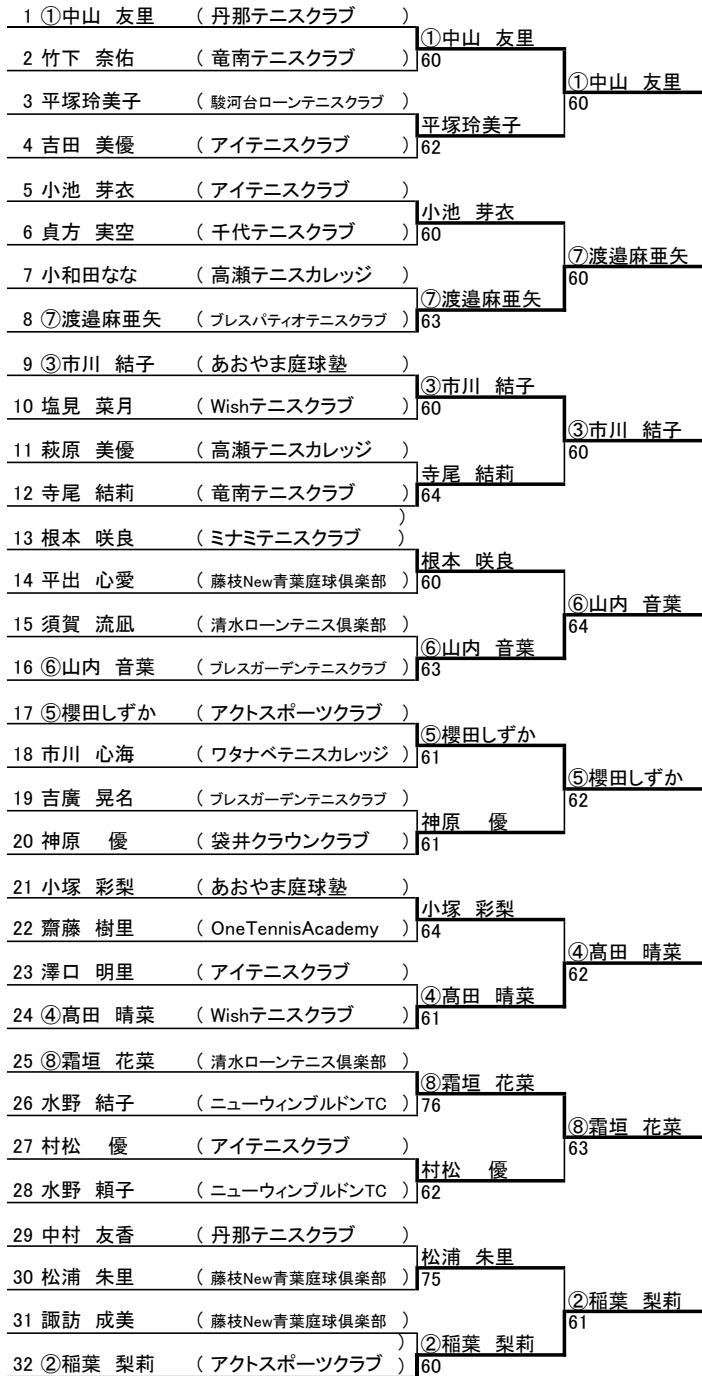 1 ①中山 友里 ( 丹那テニスクラブ )
①中山 友里
2 竹下 奈佑 ( 竜南テニスクラブ ) 60
①中山 友里
3 平塚玲美子 ( 駿河台ローンテニスクラブ ) 60
平塚玲美子
4 吉田 美優 ( アイテニスクラブ ) 62
5 小池 芽衣 ( アイテニスクラブ )
小池 芽衣
6 貞方 実空 ( 千代テニスクラブ ) 60
⑦渡邉麻亜矢
7 小和田なな ( 高瀬テニスカレッジ ) 60
⑦渡邉麻亜矢
8 ⑦渡邉麻亜矢 ( ブレスパティオテニスクラブ ) 63
9 ③市川 結子 ( あおやま庭球塾 )
③市川 結子
10 塩見 菜月 ( Wishテニスクラブ ) 60
③市川 結子
11 萩原 美優 ( 高瀬テニスカレッジ ) 60
寺尾 結莉
12 寺尾 結莉 ( 竜南テニスクラブ ) 64
)
13 根本 咲良 ( ミナミテニスクラブ )
根本 咲良
14 平出 心愛 ( 藤枝New青葉庭球倶楽部 ) 60
⑥山内 音葉
15 須賀 流凪 ( 清水ローンテニス倶楽部 ) 64
⑥山内 音葉
16 ⑥山内 音葉 ( ブレスガーデンテニスクラブ ) 63
17 ⑤櫻田しずか ( アクトスポーツクラブ )
⑤櫻田しずか
18 市川 心海 ( ワタナベテニスカレッジ ) 61
⑤櫻田しずか
19 吉廣 晃名 ( ブレスガーデンテニスクラブ ) 62
神原 優
20 神原 優 ( 袋井クラウンクラブ ) 61
21 小塚 彩梨 ( あおやま庭球塾 )
小塚 彩梨
22 齋藤 樹里 ( OneTennisAcademy ) 64
④髙田 晴菜
23 澤口 明里 ( アイテニスクラブ ) 62
④髙田 晴菜
24 ④髙田 晴菜 ( Wishテニスクラブ ) 61
25 ⑧霜垣 花菜 ( 清水ローンテニス倶楽部 )
⑧霜垣 花菜
26 水野 結子 ( ニューウィンブルドンTC ) 76
⑧霜垣 花菜
27 村松 優 ( アイテニスクラブ ) 63
村松 優
28 水野 頼子 ( ニューウィンブルドンTC ) 62
29 中村 友香 ( 丹那テニスクラブ )
松浦 朱里
30 松浦 朱里 ( 藤枝New青葉庭球倶楽部 ) 75
②稲葉 梨莉
31 諏訪 成美 ( 藤枝New青葉庭球倶楽部 ) 61
) ②稲葉 梨莉
32 ②稲葉 梨莉 ( アクトスポーツクラブ ) 60